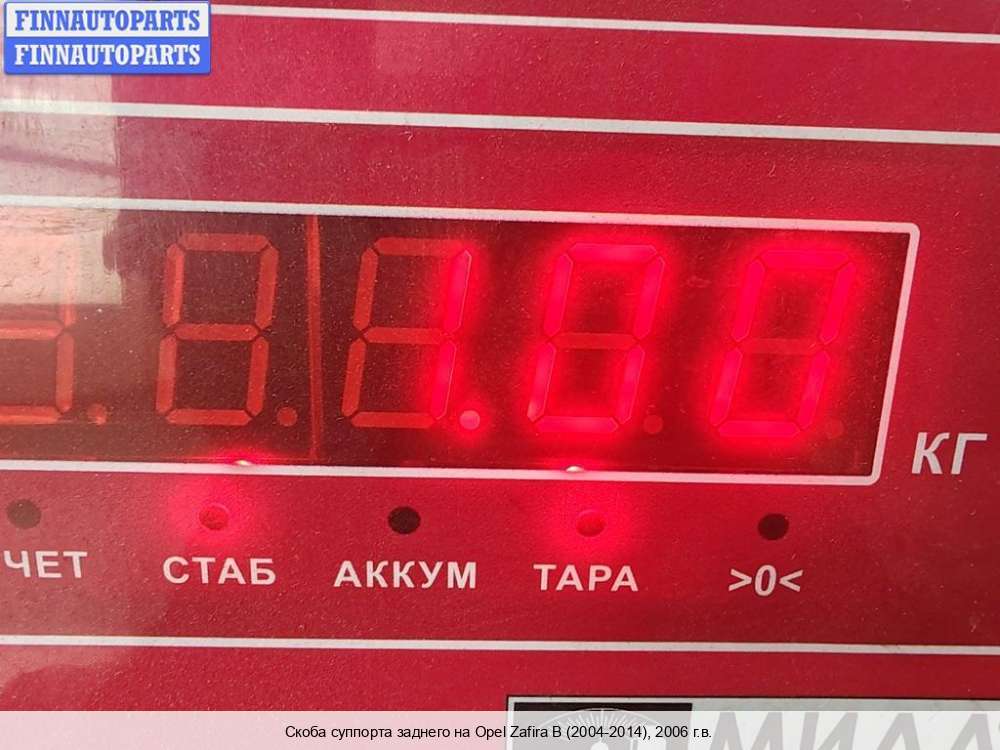 FINNAUTOPARTS
FINNAUTOPARTS
1.00
КГ
ЧЕТ СТАБ АККУМ ТАРА >0<
Скоба суппорта заднего на Opel Zafira B (2004-2014), 2006 г.в.